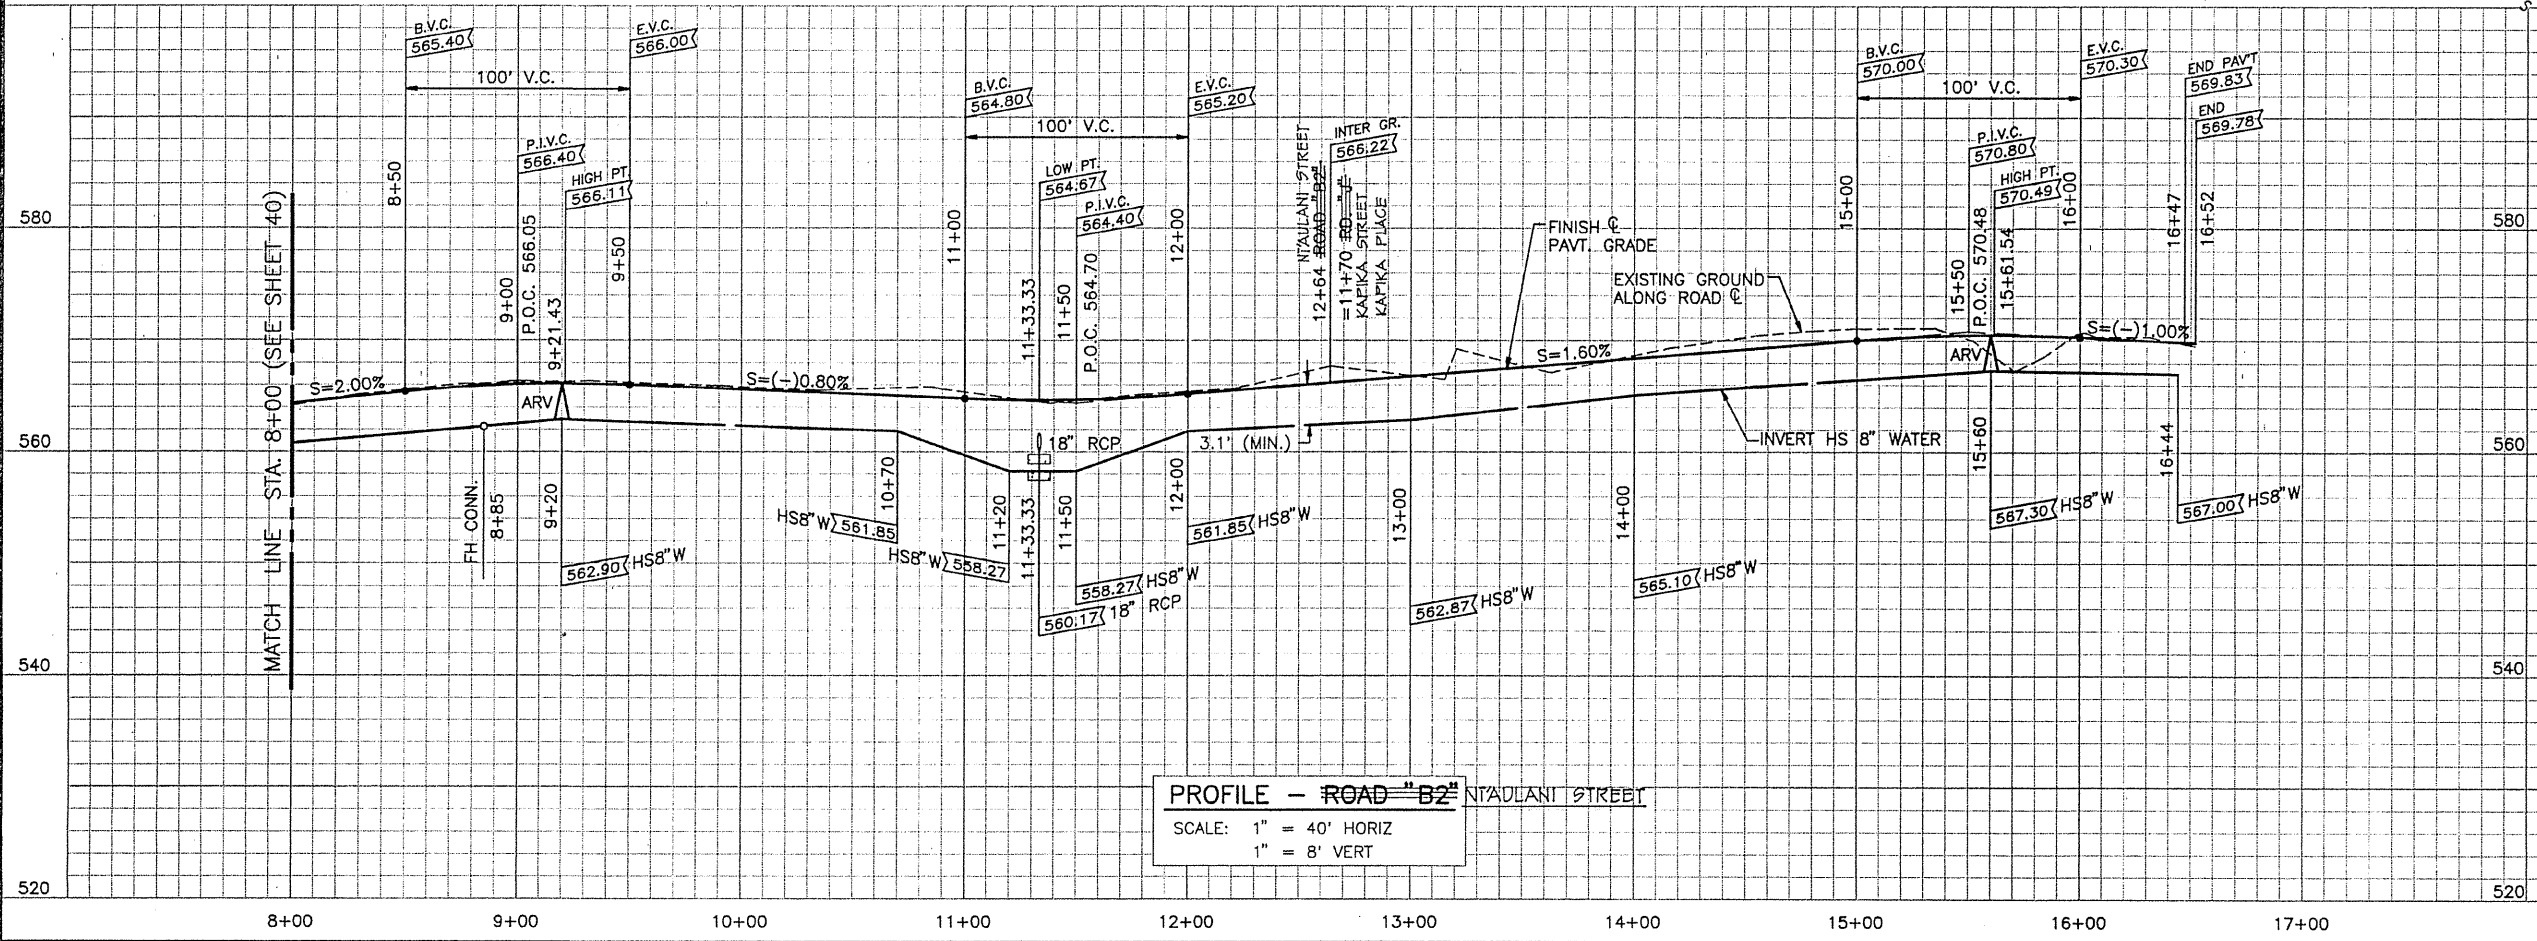 B.V.C.
565.40
E.V.C.
566.00
100' V.C.
P.I.V.C.
566.40
HIGH PT.
566.11
8+50
9+00
P.O.C. 566.05
9+21.43
9+50
B.V.C.
564.80
E.V.C.
565.20
100' V.C.
LOW PT.
564.67
P.I.V.C.
564.40
11+00
11+33.33
11+50
P.O.C. 564.70
12+00
INTER GR.
566.22
NI'AULANI STREET
12+64 ROAD "B2"
=11+70 RD. "J"
KAPIKA STREET
KAPIKA PLACE
B.V.C.
570.00
E.V.C.
570.30
100' V.C.
P.I.V.C.
570.80
HIGH PT.
570.49
END PAV'T
569.83
END
569.78
15+00
15+50
P.O.C. 570.48
15+61.54
16+00
16+47
16+52
580
580
FINISH ℄
PAVT. GRADE
EXISTING GROUND
ALONG ROAD ℄
MATCH LINE STA. 8+00 (SEE SHEET 40)
S=2.00%
S=(-)0.80%
S=1.60%
S=(-)1.00%
ARV
ARV
560
560
18" RCP
3.1' (MIN.)
INVERT HS 8" WATER
FH CONN.
8+85
9+20
562.90 HS8"W
10+70
HS8"W 561.85
11+20
HS8"W 558.27
11+33.33
560.17 18" RCP
11+50
558.27 HS8"W
12+00
561.85 HS8"W
13+00
562.87 HS8"W
14+00
565.10 HS8"W
15+60
567.30 HS8"W
16+44
567.00 HS8"W
540
540
PROFILE - ROAD "B2" NI'AULANI STREET
SCALE: 1" = 40' HORIZ
1" = 8' VERT
520
520
8+00 9+00 10+00 11+00 12+00 13+00 14+00 15+00 16+00 17+00